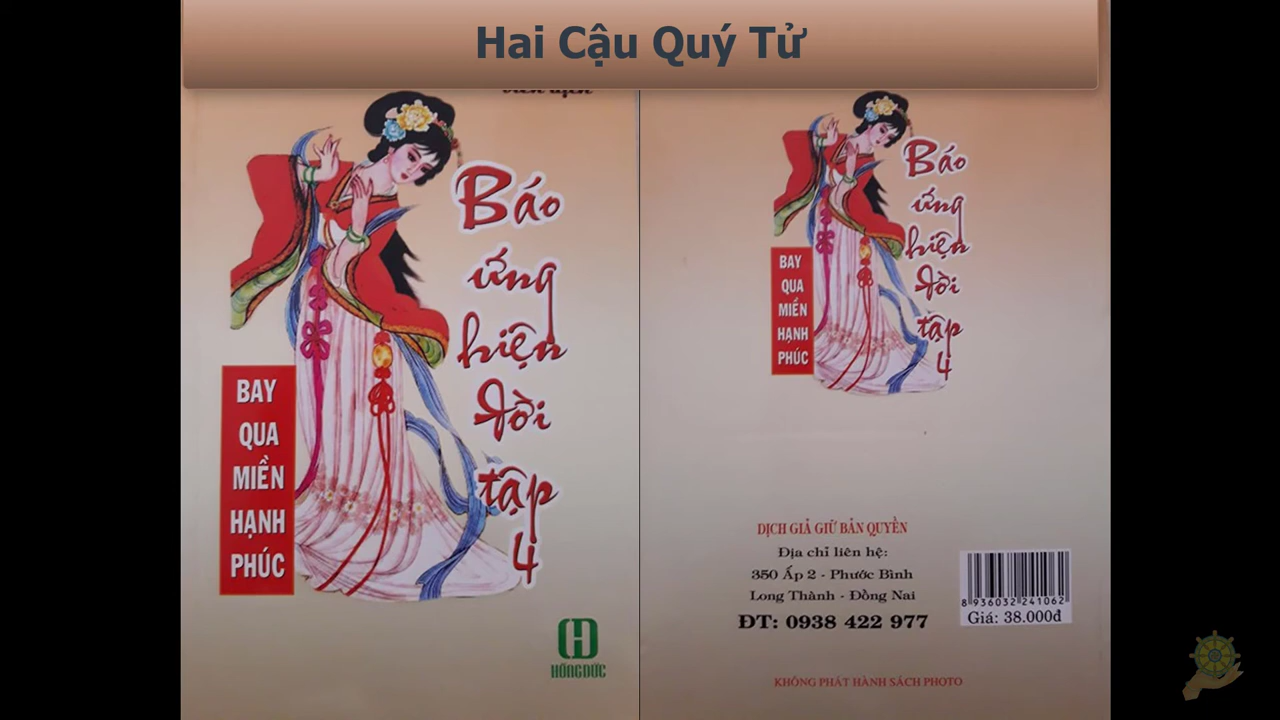 Hai Cậu Quý Tử
Báo
ứng
hiện
đời
tập
4
BAY
QUA
MIỀN
HẠNH
PHÚC
HỒNG ĐỨC
Báo
ứng
hiện
đời
tập
4
BAY
QUA
MIỀN
HẠNH
PHÚC
DỊCH GIẢ GIỮ BẢN QUYỀN
Địa chỉ liên hệ:
350 Ấp 2 - Phước Bình
Long Thành - Đồng Nai
ĐT: 0938 422 977
8 936032 241062
Giá: 38.000đ
KHÔNG PHÁT HÀNH SÁCH PHOTO